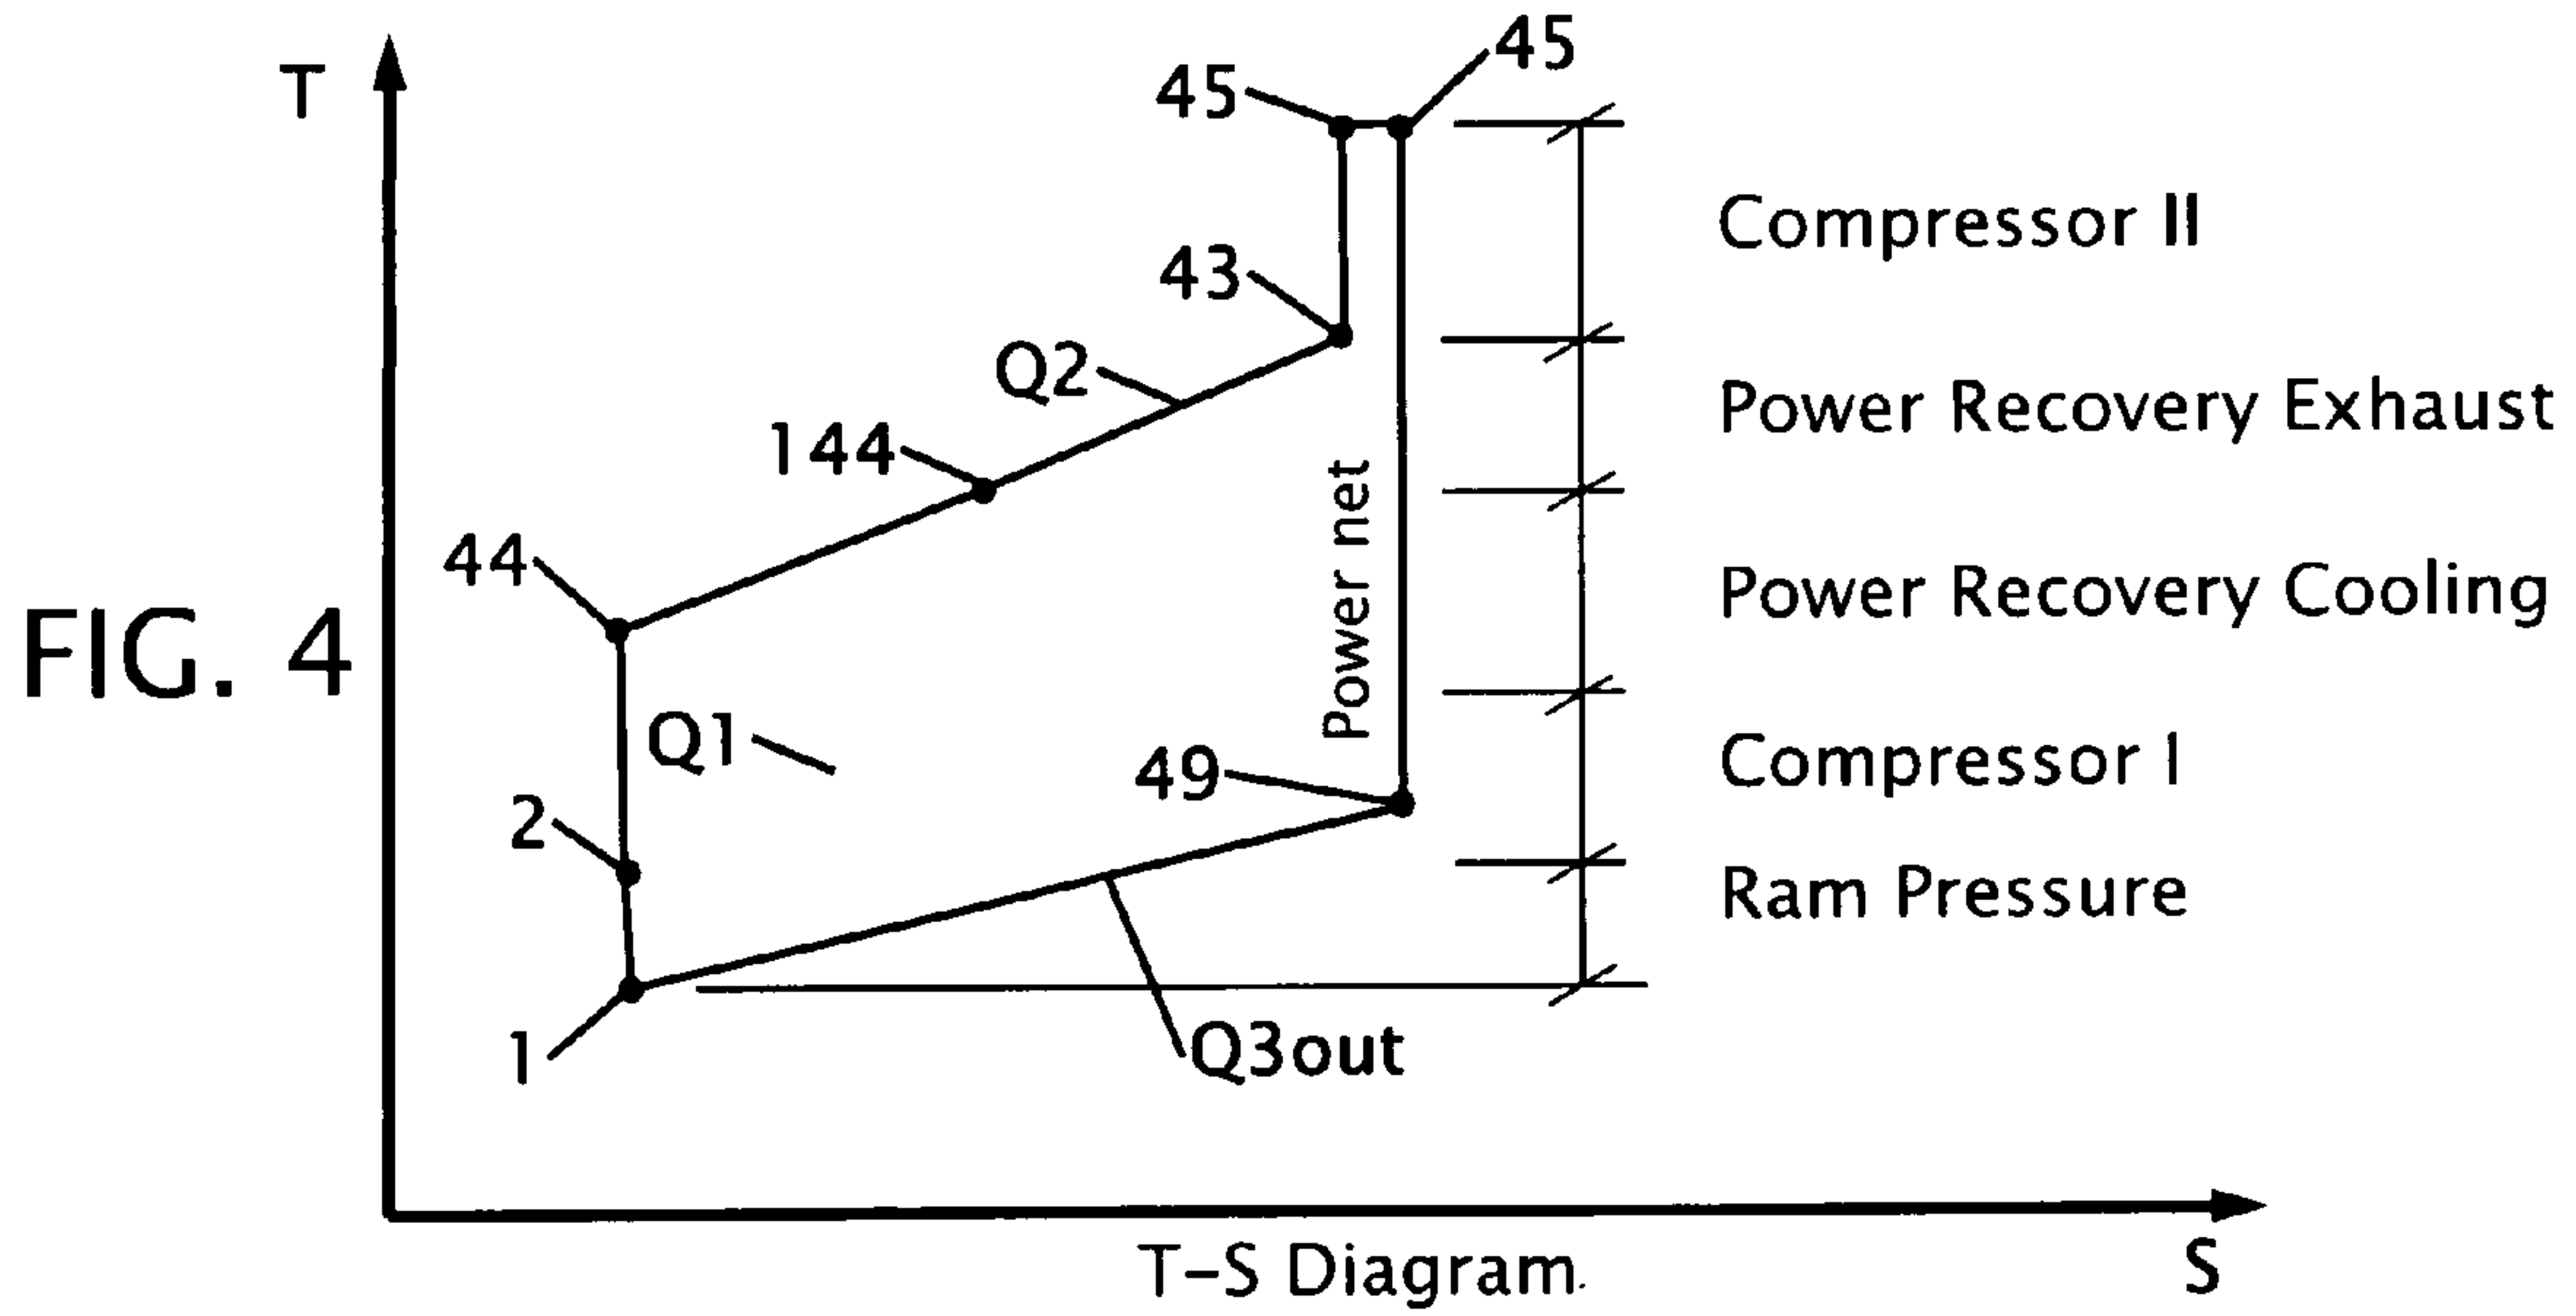 45
T
45
Compressor II
43
Q2
Power Recovery Exhaust
144
44
Power net
Power Recovery Cooling
FIG. 4
Q1
49
Compressor I
2
Ram Pressure
1
Q3out
T-S Diagram
S